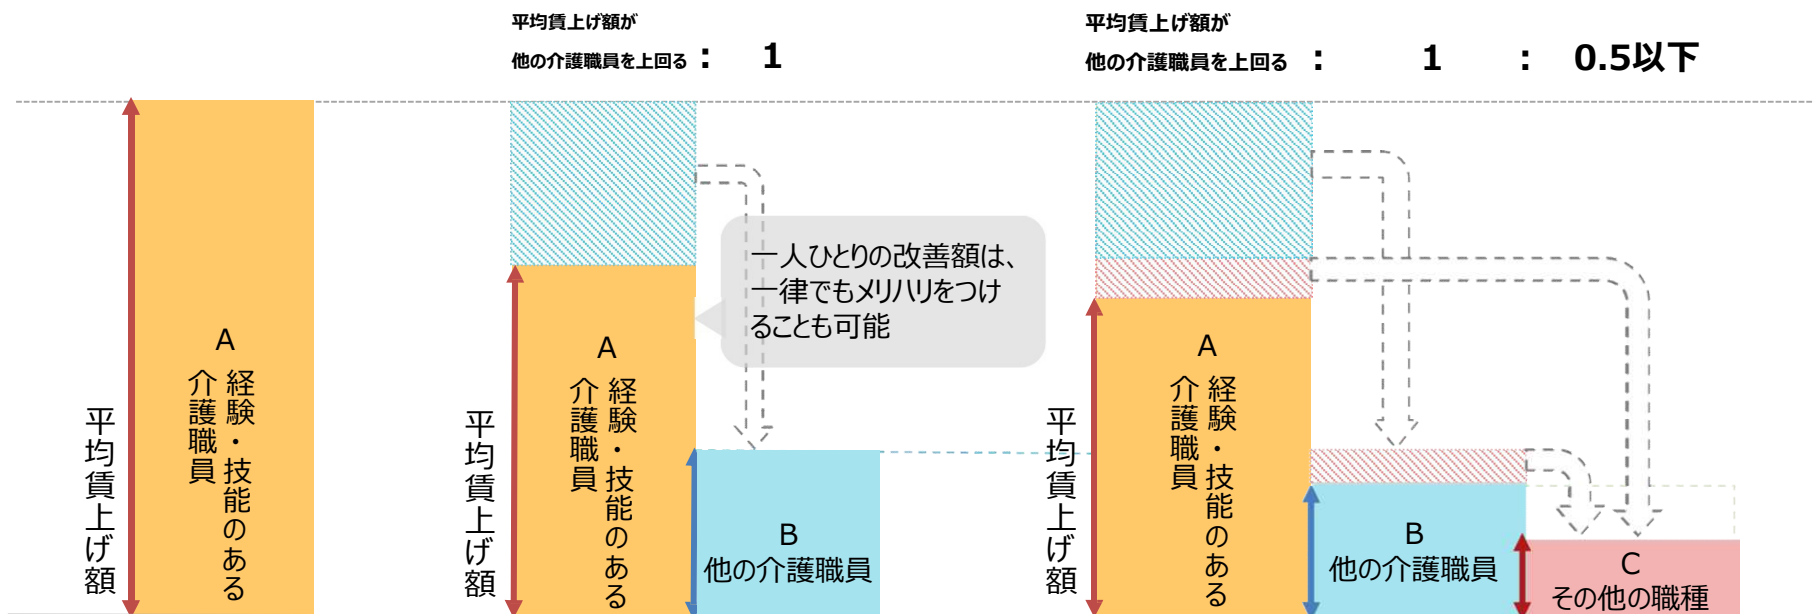 平均賃上げ額が
他の介護職員を上回る : 1
平均賃上げ額が
他の介護職員を上回る : 1 : 0.5以下
平均賃上げ額
A
経験・技能のある
介護職員
平均賃上げ額
A
経験・技能のある
介護職員
一人ひとりの改善額は、
一律でもメリハリをつけ
ることも可能
B
他の介護職員
平均賃上げ額
A
経験・技能のある
介護職員
B
他の介護職員
C
その他の職種